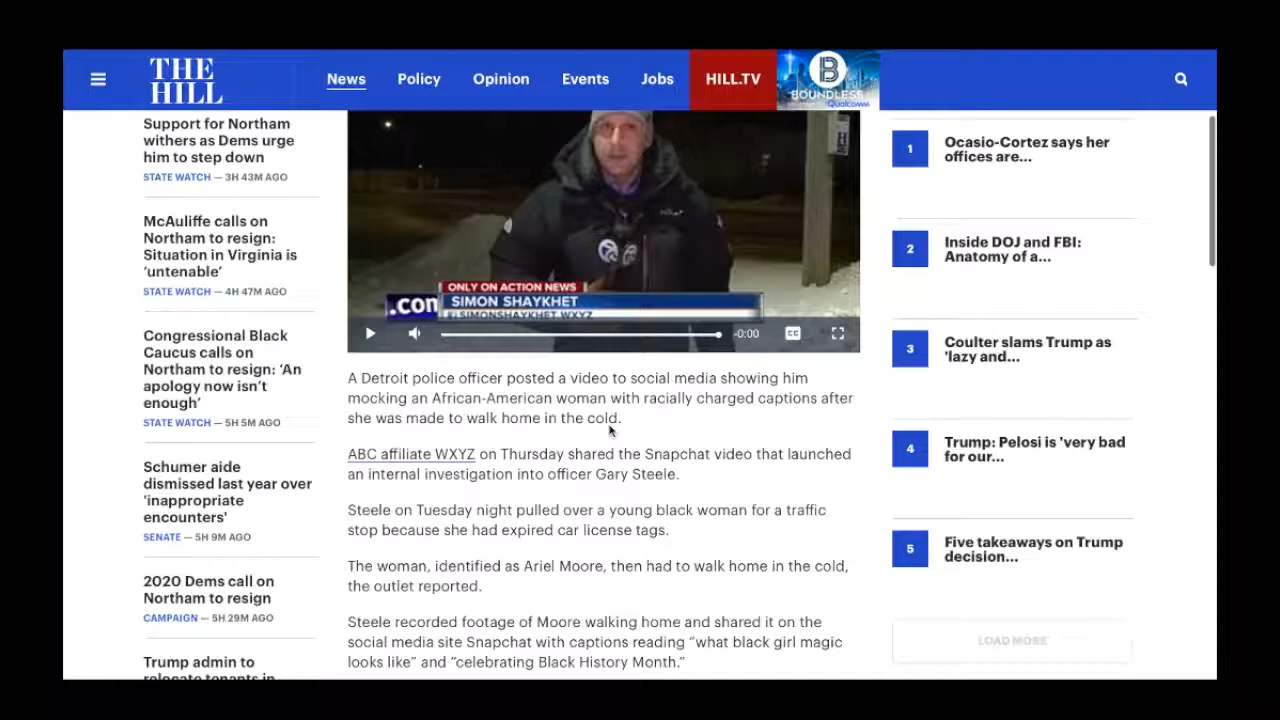 THE
HILL
News
Policy
Opinion
Events
Jobs
HILL.TV
B
BOUNDLESS
Qualcomm
Support for Northam
withers as Dems urge
him to step down
STATE WATCH — 3H 43M AGO
McAuliffe calls on
Northam to resign:
Situation in Virginia is
‘untenable’
STATE WATCH — 4H 47M AGO
Congressional Black
Caucus calls on
Northam to resign: ‘An
apology now isn’t
enough’
STATE WATCH — 5H 5M AGO
Schumer aide
dismissed last year over
‘inappropriate
encounters'
SENATE — 5H 9M AGO
2020 Dems call on
Northam to resign
CAMPAIGN — 5H 29M AGO
Trump admin to
relocate tenants in
ONLY ON ACTION NEWS
.com
SIMON SHAYKHET
@SIMONSHAYKHET WXYZ
-0:00
CC
A Detroit police officer posted a video to social media showing him
mocking an African-American woman with racially charged captions after
she was made to walk home in the cold.
ABC affiliate WXYZ on Thursday shared the Snapchat video that launched
an internal investigation into officer Gary Steele.
Steele on Tuesday night pulled over a young black woman for a traffic
stop because she had expired car license tags.
The woman, identified as Ariel Moore, then had to walk home in the cold,
the outlet reported.
Steele recorded footage of Moore walking home and shared it on the
social media site Snapchat with captions reading “what black girl magic
looks like” and “celebrating Black History Month.”
1
Ocasio-Cortez says her
offices are...
2
Inside DOJ and FBI:
Anatomy of a...
3
Coulter slams Trump as
'lazy and...
4
Trump: Pelosi is 'very bad
for our...
5
Five takeaways on Trump
decision...
LOAD MORE